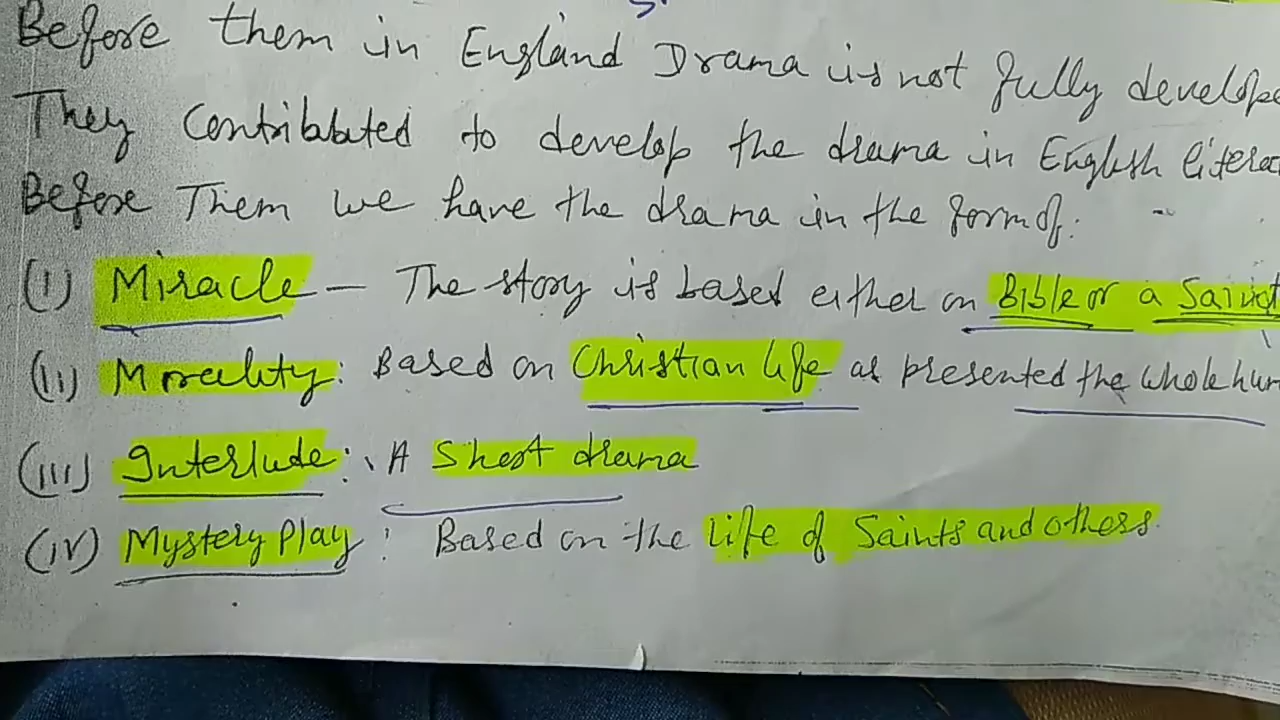 Before them in England Drama is not fully develope
They Contributed to develop the drama in English litera
Before Them we have the drama in the form of:
(I) Miracle – The story is based either on Bible or a Saint
(II) Morality: Based on Christian life as presented the whole hum
(III) Interlude: A Short drama
(IV) Mystery Play: Based on the life of Saints and others.